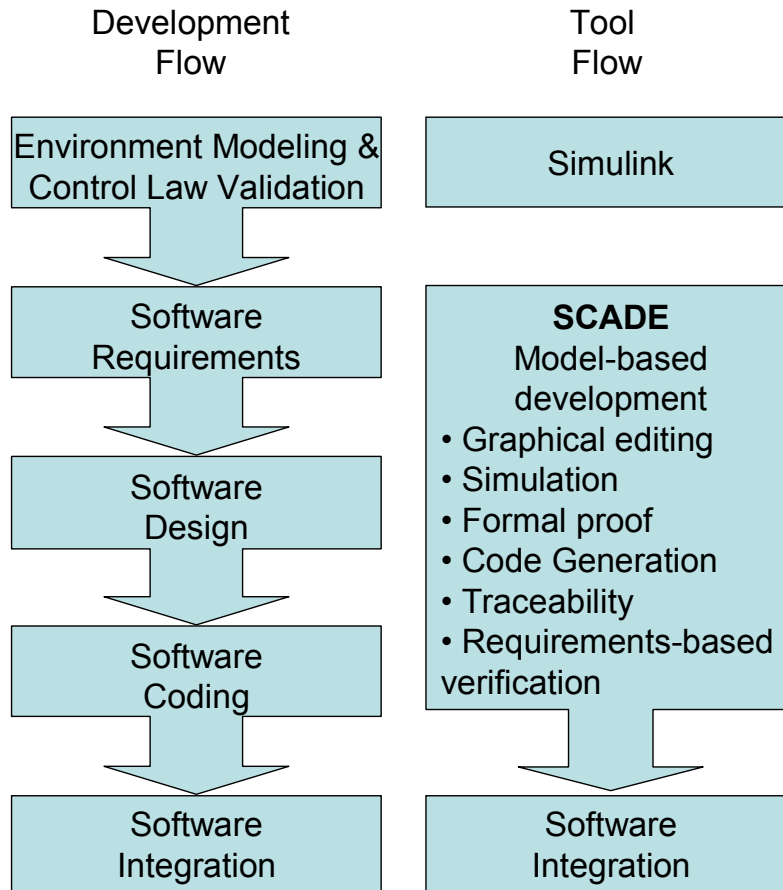 Development
Flow
Environment Modeling &
Control Law Validation
Software
Requirements
Software
Design
Software
Coding
Software
Integration
Tool
Flow
Simulink
SCADE
Model-based
development
• Graphical editing
• Simulation
• Formal proof
• Code Generation
• Traceability
• Requirements-based
verification
Software
Integration